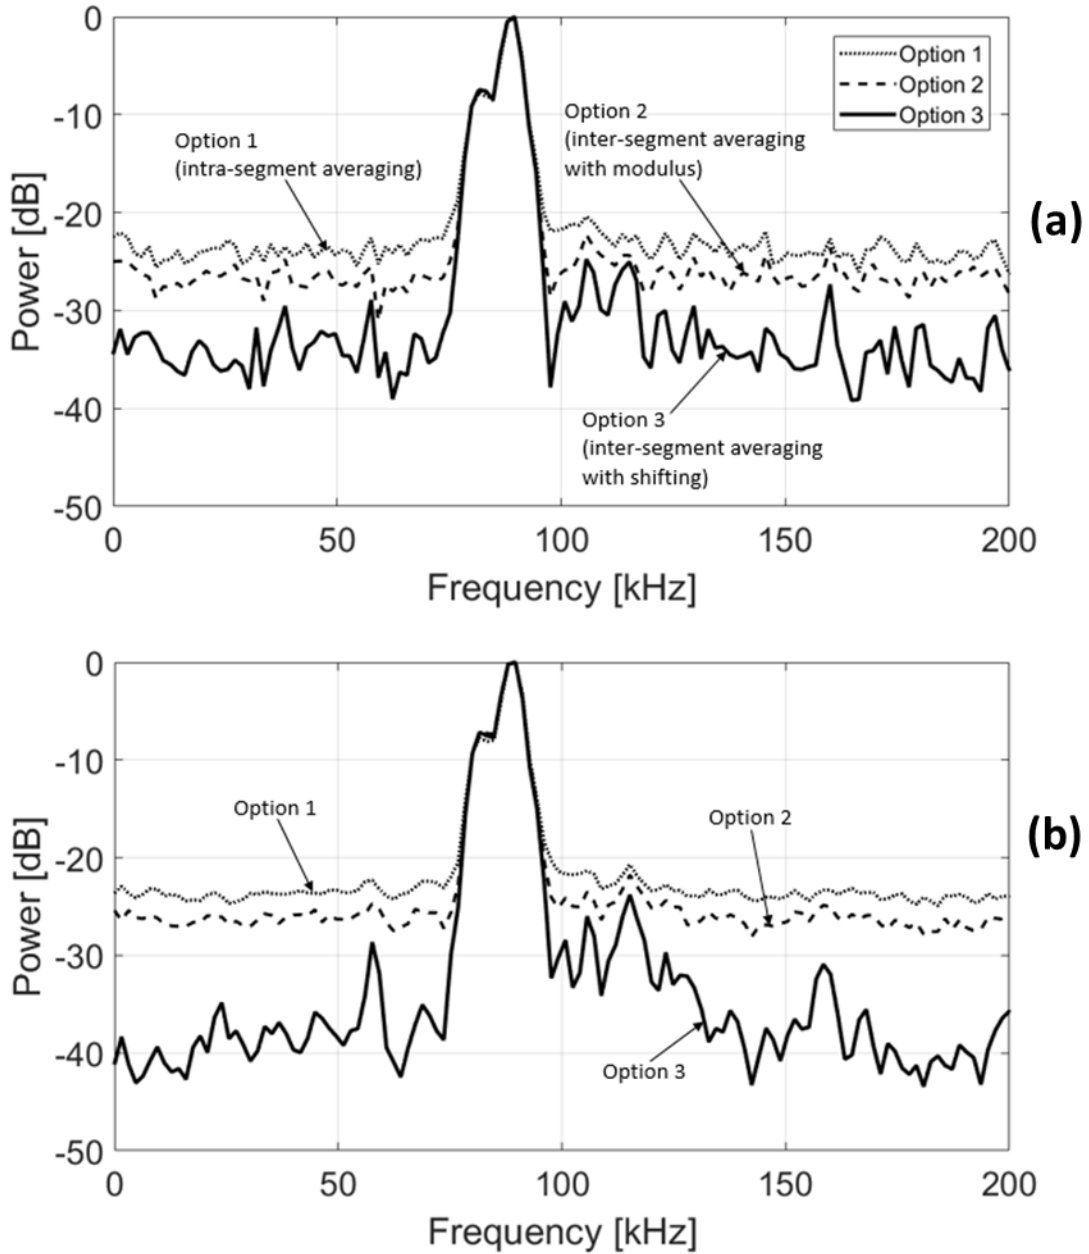 0
-10
-20
-30
-40
-50
Power [dB]
Option 1
(intra-segment averaging)
Option 2
(inter-segment averaging
with modulus)
Option 1
Option 2
Option 3
Option 3
(inter-segment averaging
with shifting)
(a)
0 50 100 150 200
Frequency [kHz]
0
-10
-20
-30
-40
-50
Power [dB]
Option 1
Option 2
Option 3
(b)
0 50 100 150 200
Frequency [kHz]